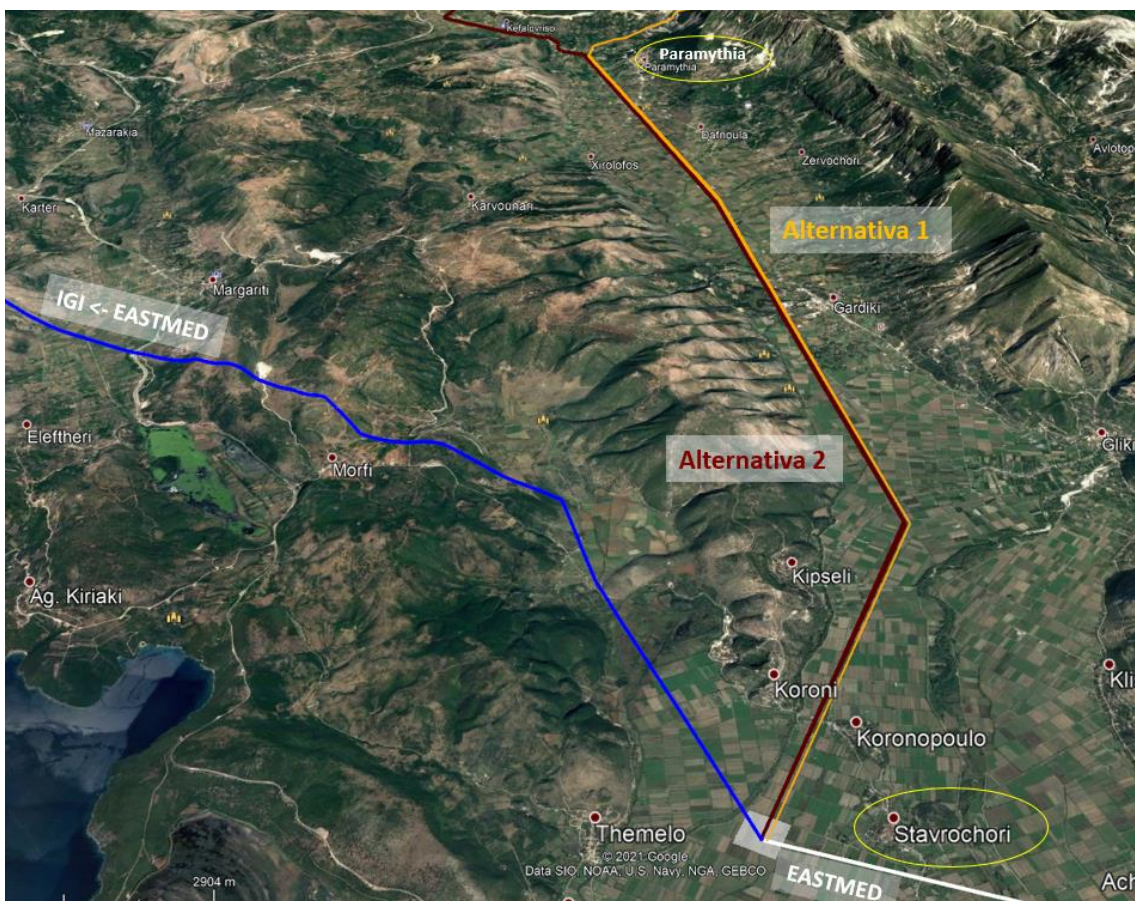 Kefalovriso
Paramythia
Paramythia
Mazarakia
Dafnoula
Xirolofos
Zervochori
Avlotop
Karteri
Karvounari
Alternativa 1
Margariti
IGI <- EASTMED
Gardiki
Eleftheri
Morfi
Alternativa 2
Gliki
Ag. Kiriaki
Kipseli
Koroni
Kli
Koronopoulo
Themelo
Stavrochori
© 2021 Google
Data SIO, NOAA, U.S. Navy, NGA, GEBCO
2904 m
EASTMED
Ach